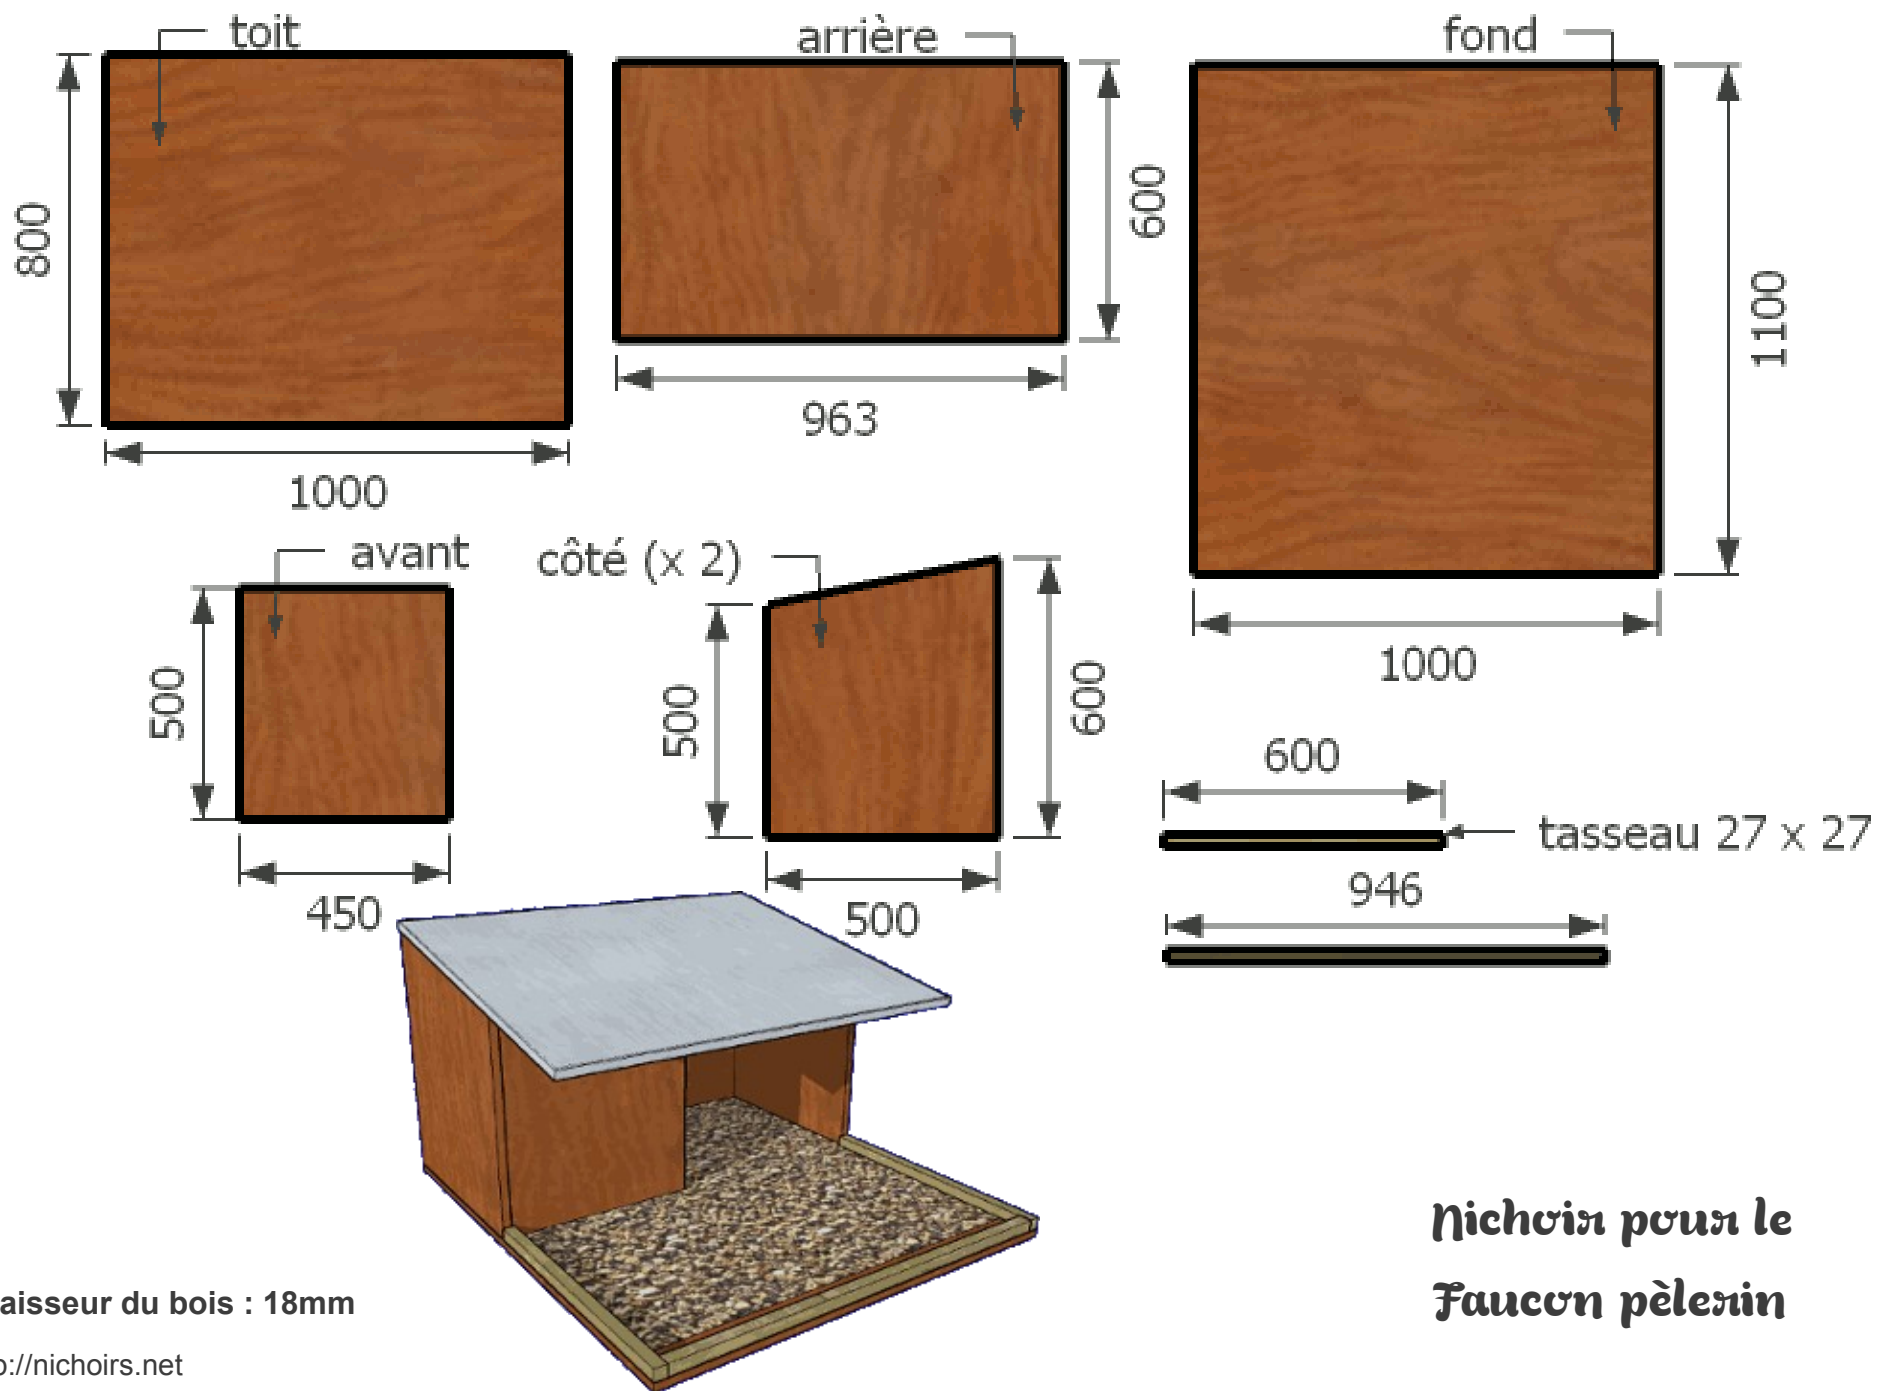 toit
arrière
fond
800
600
1100
963
1000
avant
côté (x 2)
1000
500
500
600
600
tasseau 27 x 27
946
450
500
Nichoir pour le
Faucon pèlerin
aisseur du bois : 18mm
o://nichoirs.net